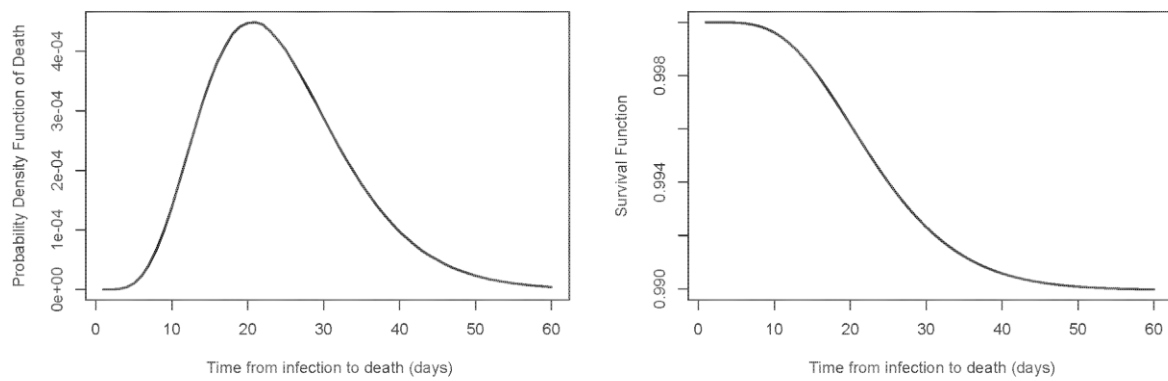 Probability Density Function of Death
4e-04
3e-04
2e-04
1e-04
0e+00
0 10 20 30 40 50 60
Time from infection to death (days)
Survival Function
0.998
0.994
0.990
0 10 20 30 40 50 60
Time from infection to death (days)